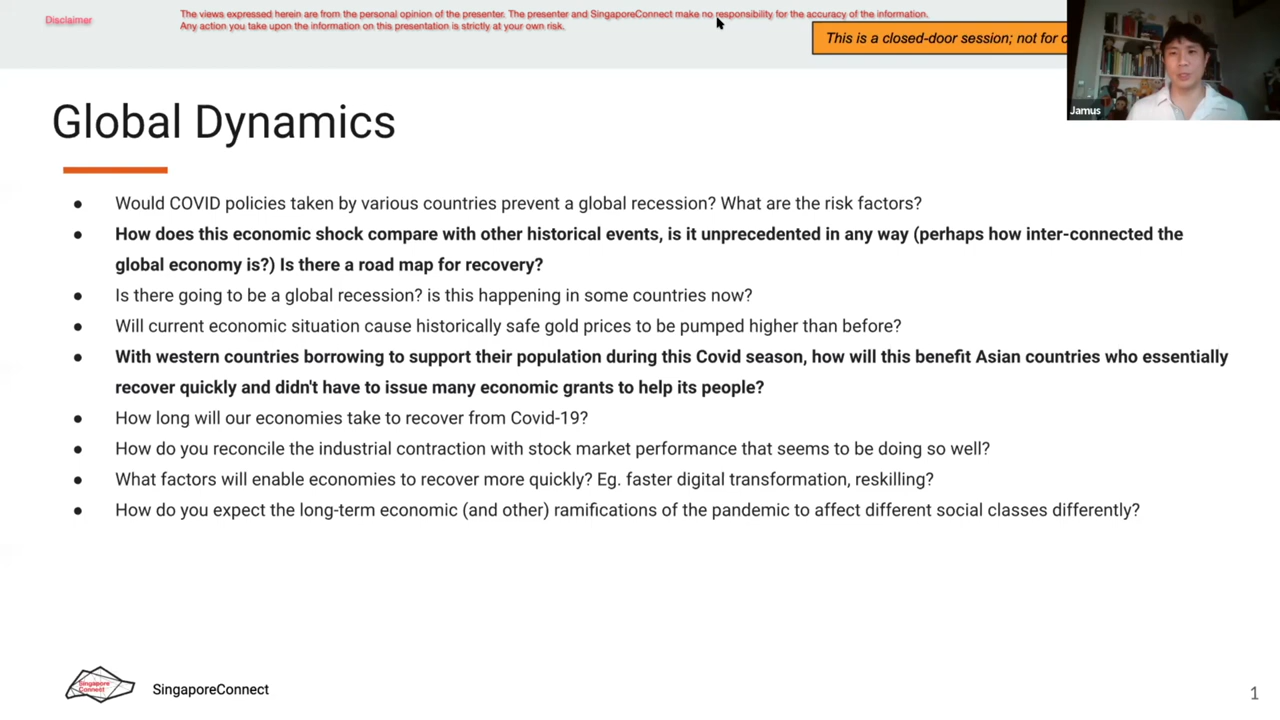 Disclaimer
The views expressed herein are from the personal opinion of the presenter. The presenter and SingaporeConnect make no responsibility for the accuracy of the information.
Any action you take upon the information on this presentation is strictly at your own risk.
This is a closed-door session; not for
Jamus
Global Dynamics
● Would COVID policies taken by various countries prevent a global recession? What are the risk factors?
● How does this economic shock compare with other historical events, is it unprecedented in any way (perhaps how inter-connected the
global economy is?) Is there a road map for recovery?
● Is there going to be a global recession? is this happening in some countries now?
● Will current economic situation cause historically safe gold prices to be pumped higher than before?
● With western countries borrowing to support their population during this Covid season, how will this benefit Asian countries who essentially
recover quickly and didn't have to issue many economic grants to help its people?
● How long will our economies take to recover from Covid-19?
● How do you reconcile the industrial contraction with stock market performance that seems to be doing so well?
● What factors will enable economies to recover more quickly? Eg. faster digital transformation, reskilling?
● How do you expect the long-term economic (and other) ramifications of the pandemic to affect different social classes differently?
Singapore
Connect
SingaporeConnect
1